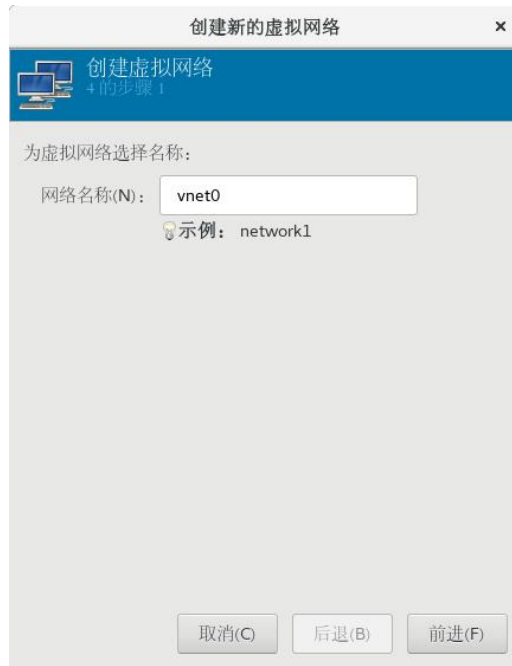 创建新的虚拟网络 ×
创建虚拟网络
4 的步骤 1
为虚拟网络选择名称：
网络名称(N)： vnet0
示例： network1
取消(C) 后退(B) 前进(F)